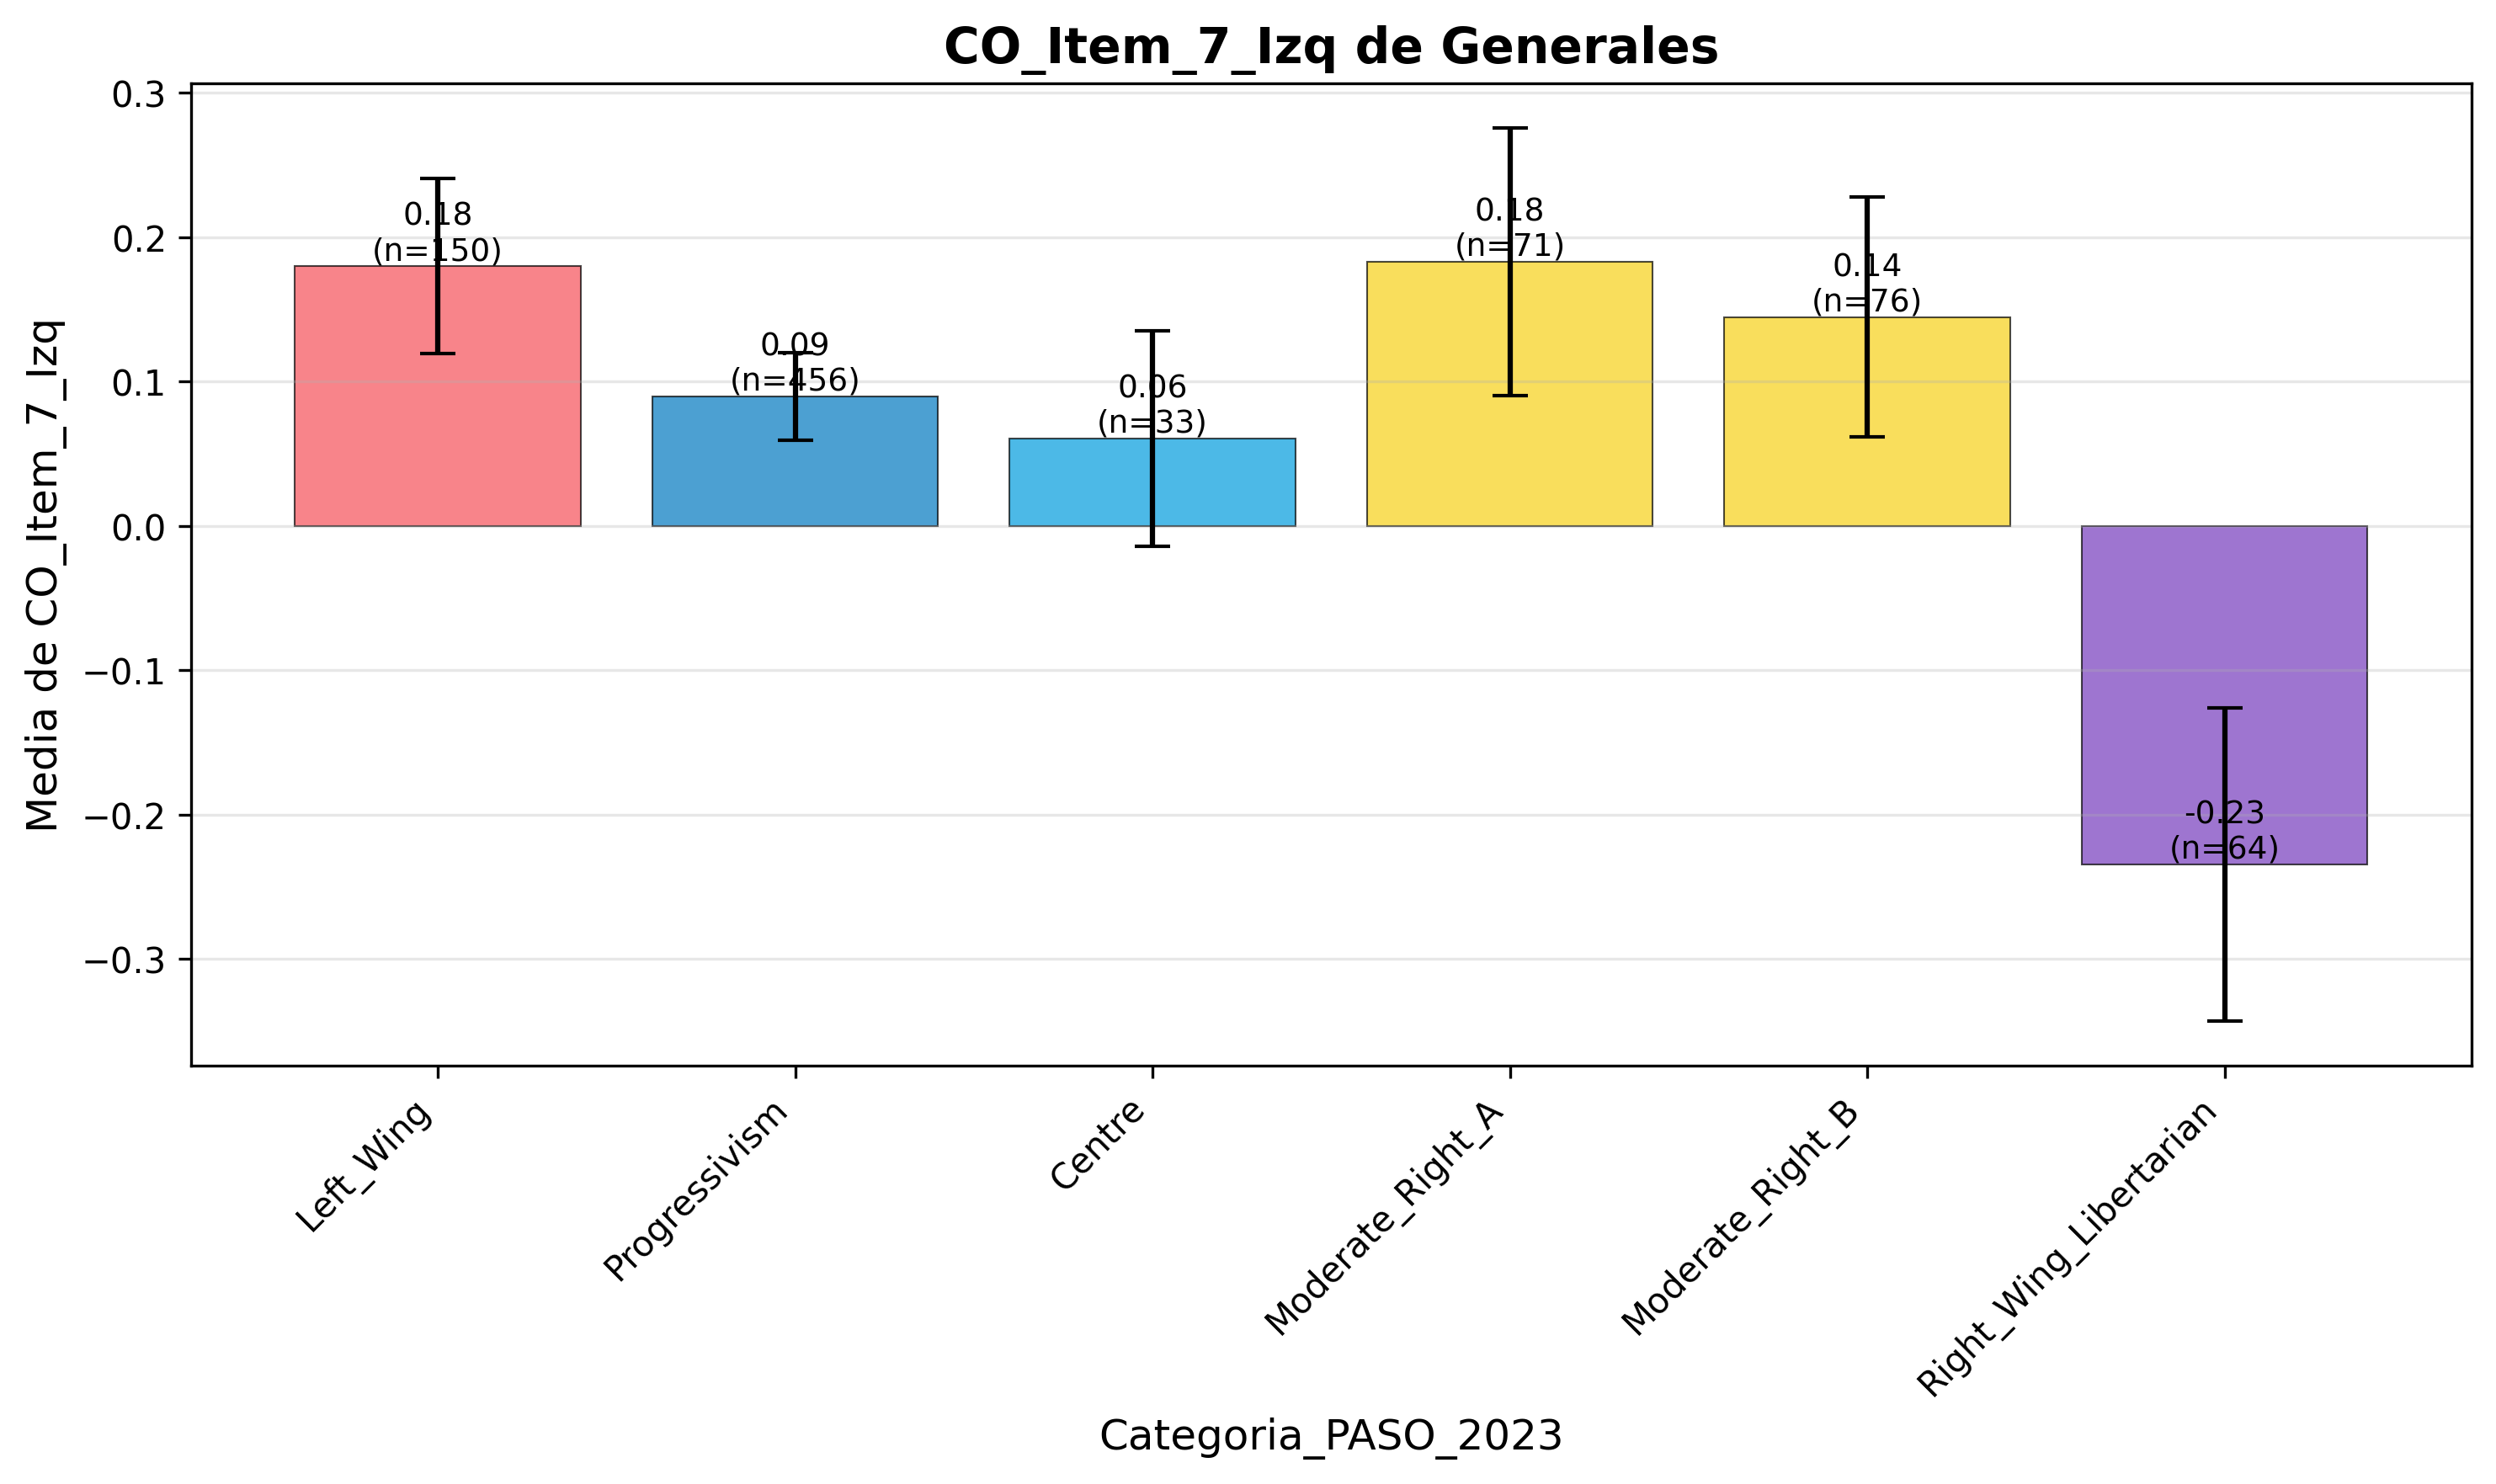 CO_Item_7_Izq de Generales
Media de CO_Item_7_Izq
0.3
0.2
0.1
0.0
−0.1
−0.2
−0.3
0.18
(n=150)
0.09
(n=456)
0.06
(n=33)
0.18
(n=71)
0.14
(n=76)
-0.23
(n=64)
Left_Wing
Progressivism
Centre
Moderate_Right_A
Moderate_Right_B
Right_Wing_Libertarian
Categoria_PASO_2023